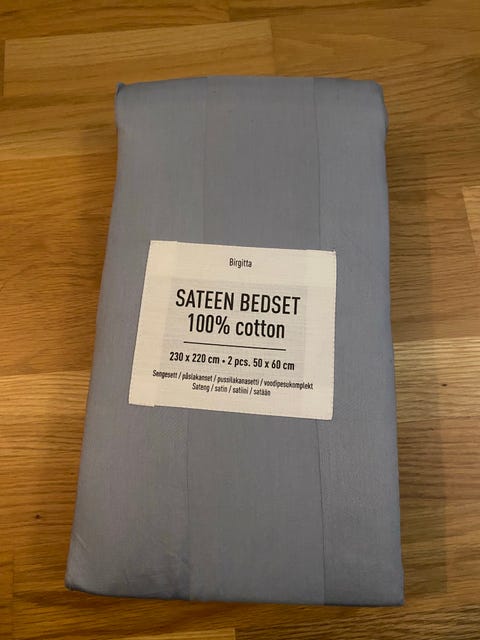 Birgitta
SATEEN BEDSET
100% cotton
230 x 220 cm • 2 pcs. 50 x 60 cm
Sengesett / påslakanset / pussilakanasetti / voodipesukomplekt
Sateng / satin / satiini / satään